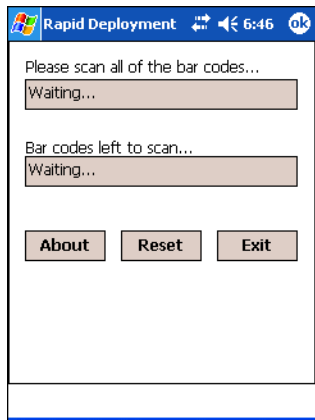 Rapid Deployment 6:46 ok
Please scan all of the bar codes...
Waiting...
Bar codes left to scan...
Waiting...
About Reset Exit